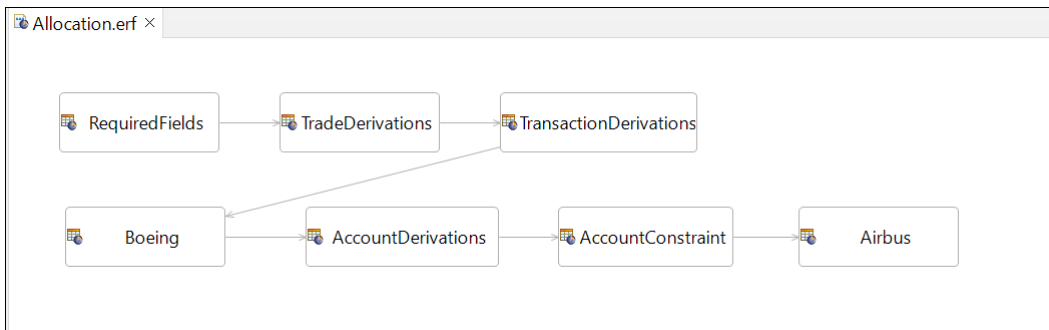 Allocation.erf ×
RequiredFields
TradeDerivations
TransactionDerivations
Boeing
AccountDerivations
AccountConstraint
Airbus